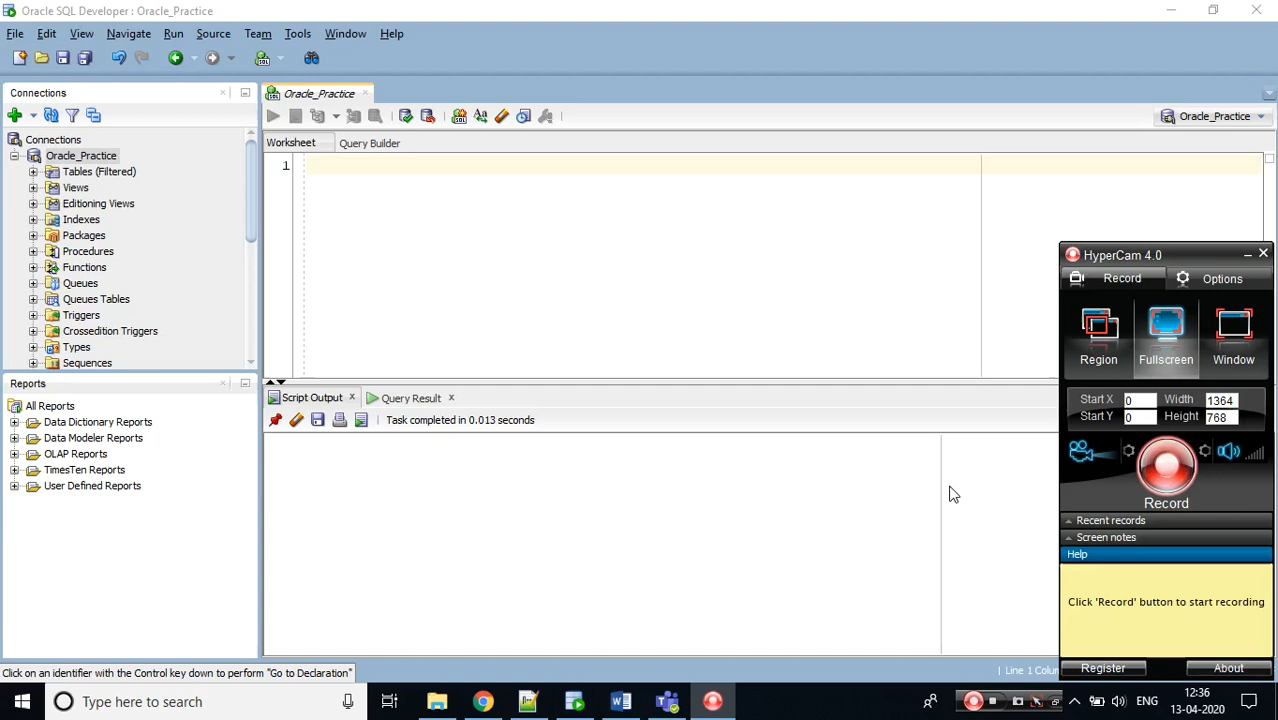 Oracle SQL Developer : Oracle_Practice
File Edit View Navigate Run Source Team Tools Window Help
Connections
Oracle_Practice
Oracle_Practice
Worksheet Query Builder
1
Connections
Oracle_Practice
Tables (Filtered)
Views
Editioning Views
Indexes
Packages
Procedures
Functions
Queues
Queues Tables
Triggers
Crossedition Triggers
Types
Sequences
Reports
All Reports
Data Dictionary Reports
Data Modeler Reports
OLAP Reports
TimesTen Reports
User Defined Reports
Script Output
Query Result
Task completed in 0.013 seconds
HyperCam 4.0
Record Options
Region Fullscreen Window
Start X 0 Width 1364
Start Y 0 Height 768
Record
Recent records
Screen notes
Help
Click 'Record' button to start recording
Register About
Click on an identifier with the Control key down to perform "Go to Declaration"
Line 1 Colum
Type here to search
ENG
12:36
13-04-2020